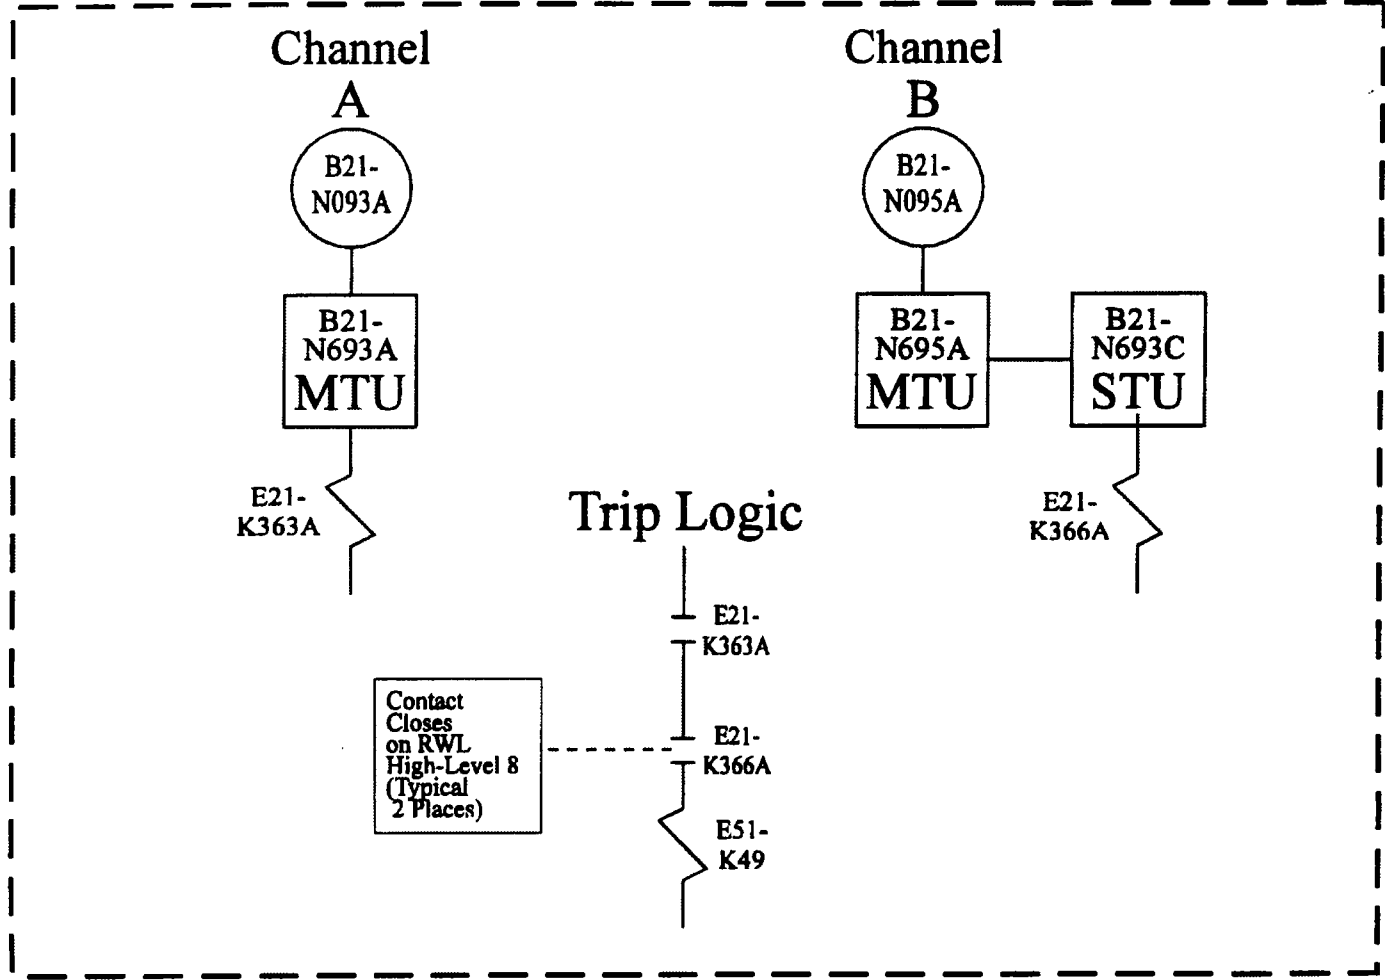 Channel
A
B21-
N093A
B21-
N693A
MTU
E21-
K363A
Channel
B
B21-
N095A
B21-
N695A
MTU
B21-
N693C
STU
E21-
K366A
Trip Logic
E21-
K363A
Contact
Closes
on RWL
High-Level 8
(Typical
2 Places)
E21-
K366A
E51-
K49